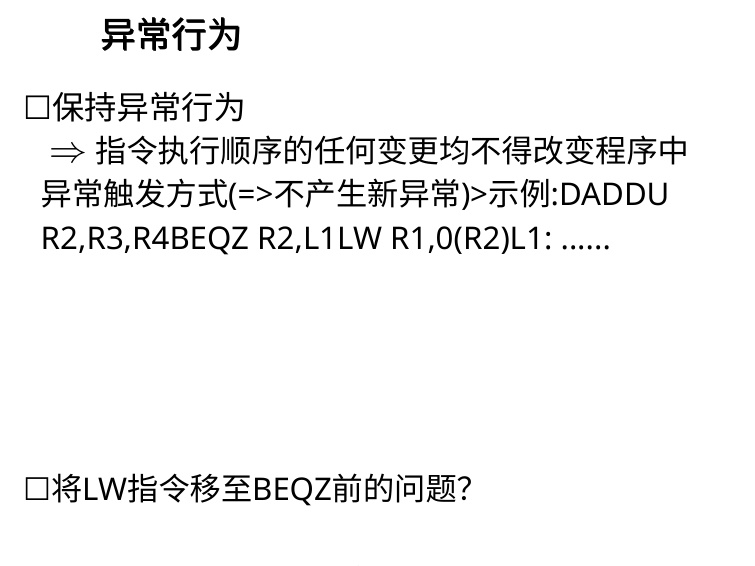 异常行为
□保持异常行为
⇒ 指令执行顺序的任何变更均不得改变程序中
异常触发方式(=>不产生新异常)>示例:DADDU
R2,R3,R4BEQZ R2,L1LW R1,0(R2)L1: ......
□将LW指令移至BEQZ前的问题?